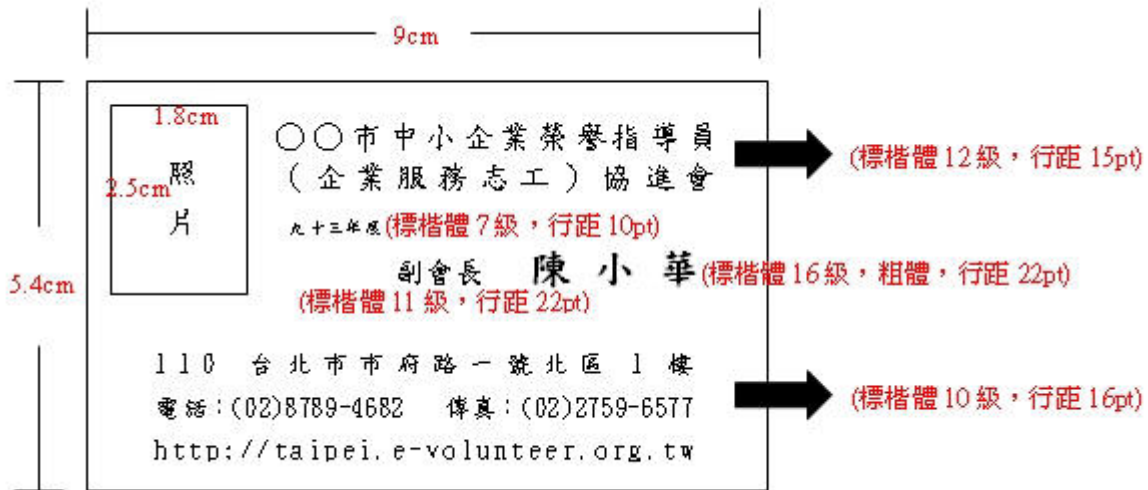 9cm
1.8cm
○○市中小企業榮譽指導員
(標楷體 12 級,行距 15pt)
(企業服務志工)協進會
照片
2.5cm
九十三年度(標楷體 7 級,行距 10pt)
副會長 陳小華(標楷體 16 級,粗体,行距 22pt)
5.4cm
(標楷體 11 級,行距 22pt)
110 台北市市府路一號北區 1 樓
電話:(02)8789-4682 傳真:(02)2759-6577
(標楷體 10 級,行距 16pt)
http://taipei.e-volunteer.org.tw